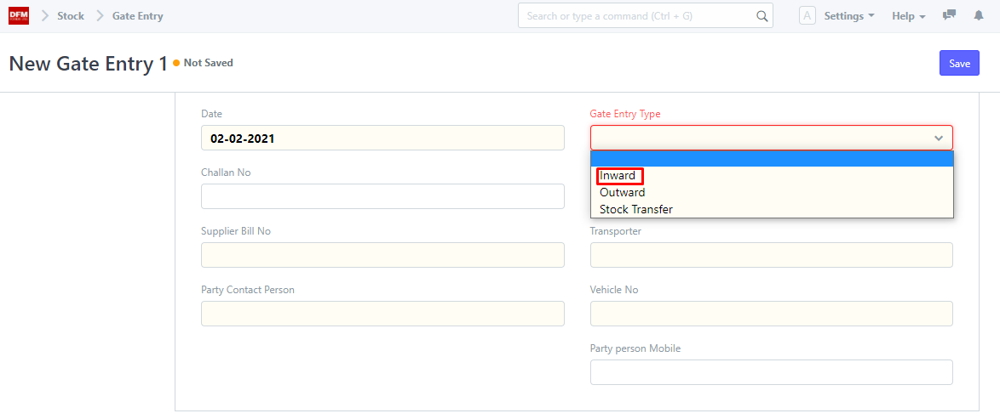 DFM
Stock
Gate Entry
Search or type a command (Ctrl + G)
A
Settings
Help
New Gate Entry 1
Not Saved
Save
Date
02-02-2021
Gate Entry Type
Inward
Outward
Stock Transfer
Challan No
Supplier Bill No
Transporter
Party Contact Person
Vehicle No
Party person Mobile